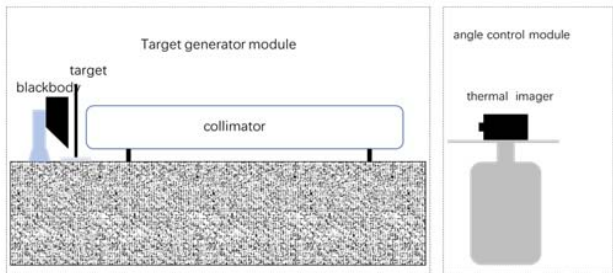 Target generator module
target
blackbody
collimator
angle control module
thermal imager